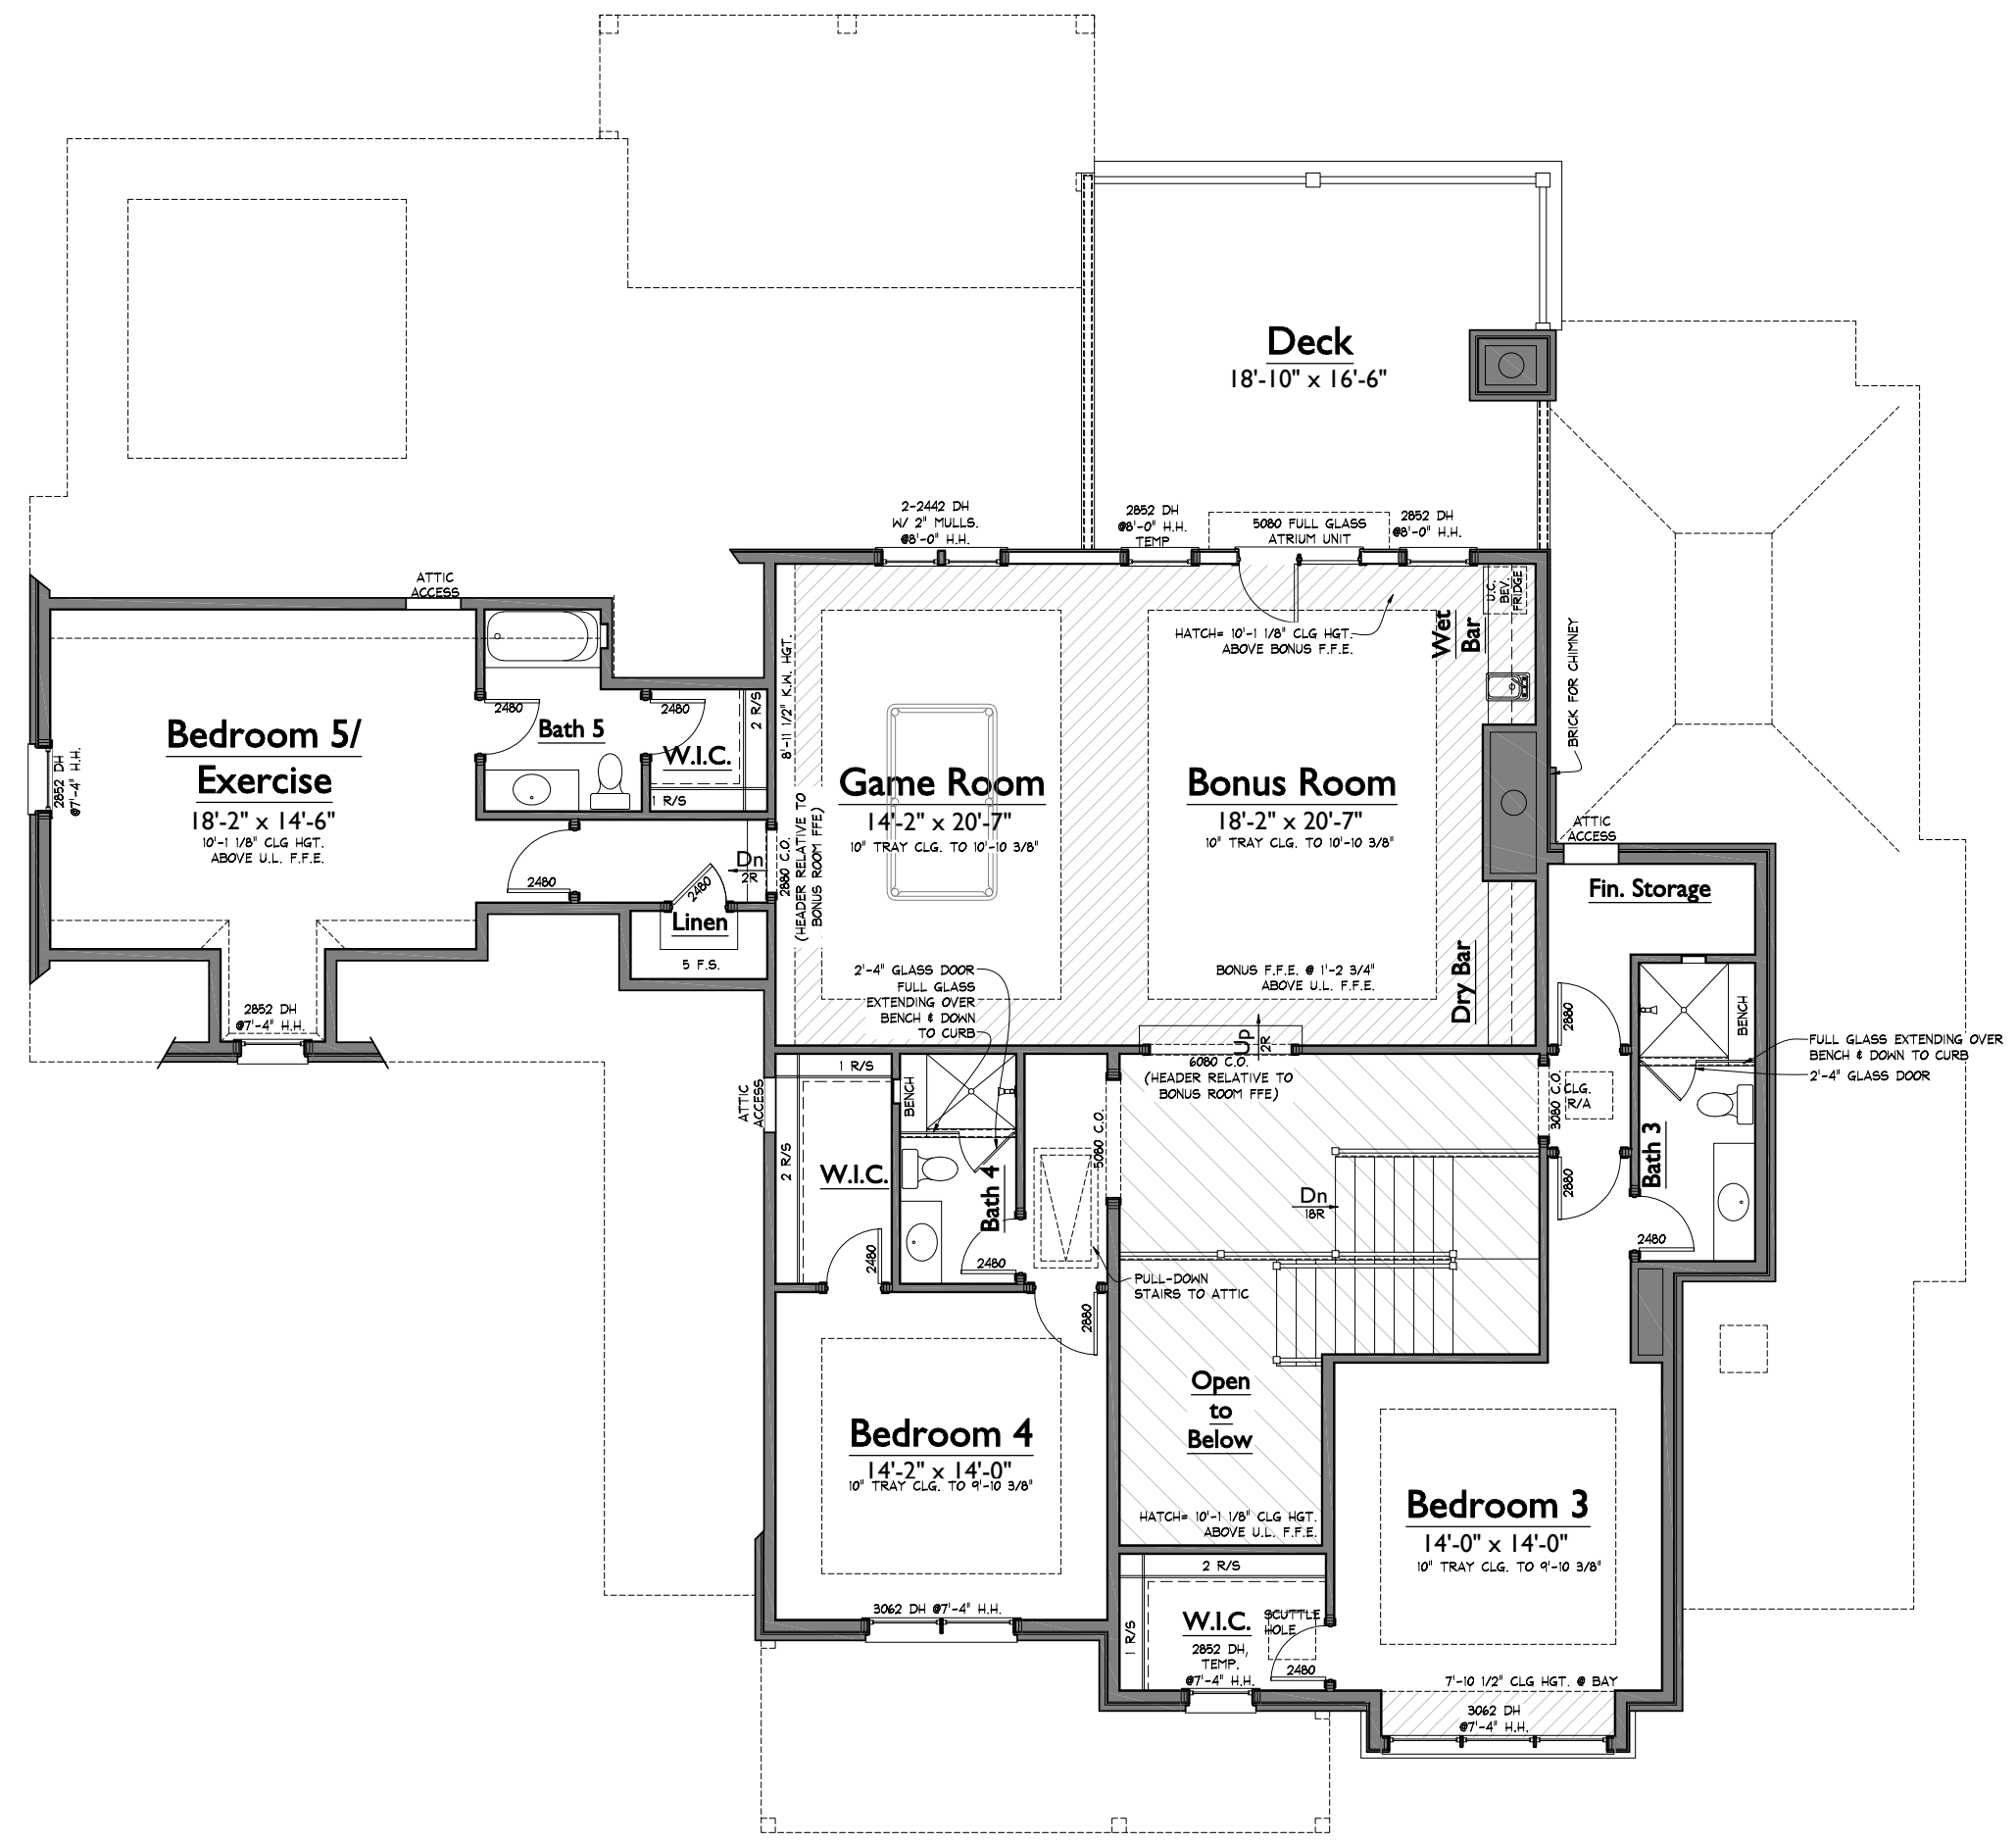 Deck
18'-10" x 16'-6"
2-2442 DH
W/ 2" MULLS.
@8'-0" H.H.
2852 DH
@8'-0" H.H.
TEMP
5080 FULL GLASS
ATRIUM UNIT
2852 DH
@8'-0" H.H.
ATTIC
ACCESS
U.C.
BEV.
FRIDGE
Wet
Bar
HATCH= 10'-1 1/8" CLG HGT.
ABOVE BONUS F.F.E.
BRICK FOR CHIMNEY
8'-11 1/2" K.W. HGT.
2480
Bath 5
2480
2 R/S
W.I.C.
1 R/S
Bedroom 5/
Exercise
18'-2" x 14'-6"
10'-1 1/8" CLG HGT.
ABOVE U.L. F.F.E.
2852 DH
@7'-4" H.H.
Game Room
14'-2" x 20'-7"
10" TRAY CLG. TO 10'-10 3/8"
Bonus Room
18'-2" x 20'-7"
10" TRAY CLG. TO 10'-10 3/8"
ATTIC
ACCESS
2880 C.O.
(HEADER RELATIVE TO
BONUS ROOM FFE)
Dn
2R
2480
2480
Linen
5 F.S.
Fin. Storage
Dry Bar
2'-4" GLASS DOOR
FULL GLASS
EXTENDING OVER
BENCH & DOWN
TO CURB
BONUS F.F.E. @ 1'-2 3/4"
ABOVE U.L. F.F.E.
2852 DH
@7'-4" H.H.
Up
2R
2880
BENCH
FULL GLASS EXTENDING OVER
BENCH & DOWN TO CURB
2'-4" GLASS DOOR
6080 C.O.
(HEADER RELATIVE TO
BONUS ROOM FFE)
1 R/S
BENCH
ATTIC
ACCESS
3080 C.O.
CLG.
R/A
5080 C.O.
2 R/S
W.I.C.
Bath 4
Bath 3
2880
Dn
18R
2480
2480
2480
PULL-DOWN
STAIRS TO ATTIC
2880
Open
to
Below
Bedroom 4
14'-2" x 14'-0"
10" TRAY CLG. TO 9'-10 3/8"
Bedroom 3
14'-0" x 14'-0"
10" TRAY CLG. TO 9'-10 3/8"
HATCH= 10'-1 1/8" CLG HGT.
ABOVE U.L. F.F.E.
2 R/S
3062 DH @7'-4" H.H.
1 R/S
W.I.C.
SCUTTLE
HOLE
2852 DH,
TEMP.
@7'-4" H.H.
2480
7'-10 1/2" CLG HGT. @ BAY
3062 DH
@7'-4" H.H.